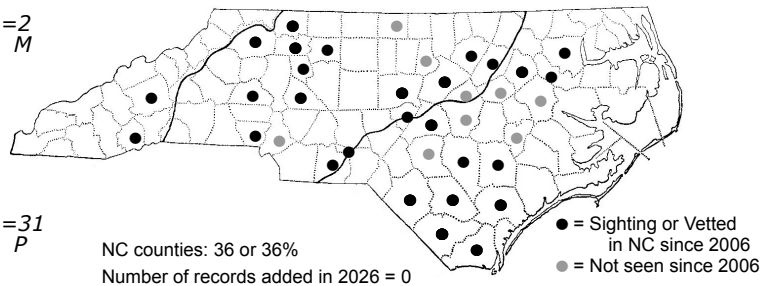 =2
M
=31
P
NC counties: 36 or 36%
Number of records added in 2026 = 0
= Sighting or Vetted
in NC since 2006
= Not seen since 2006